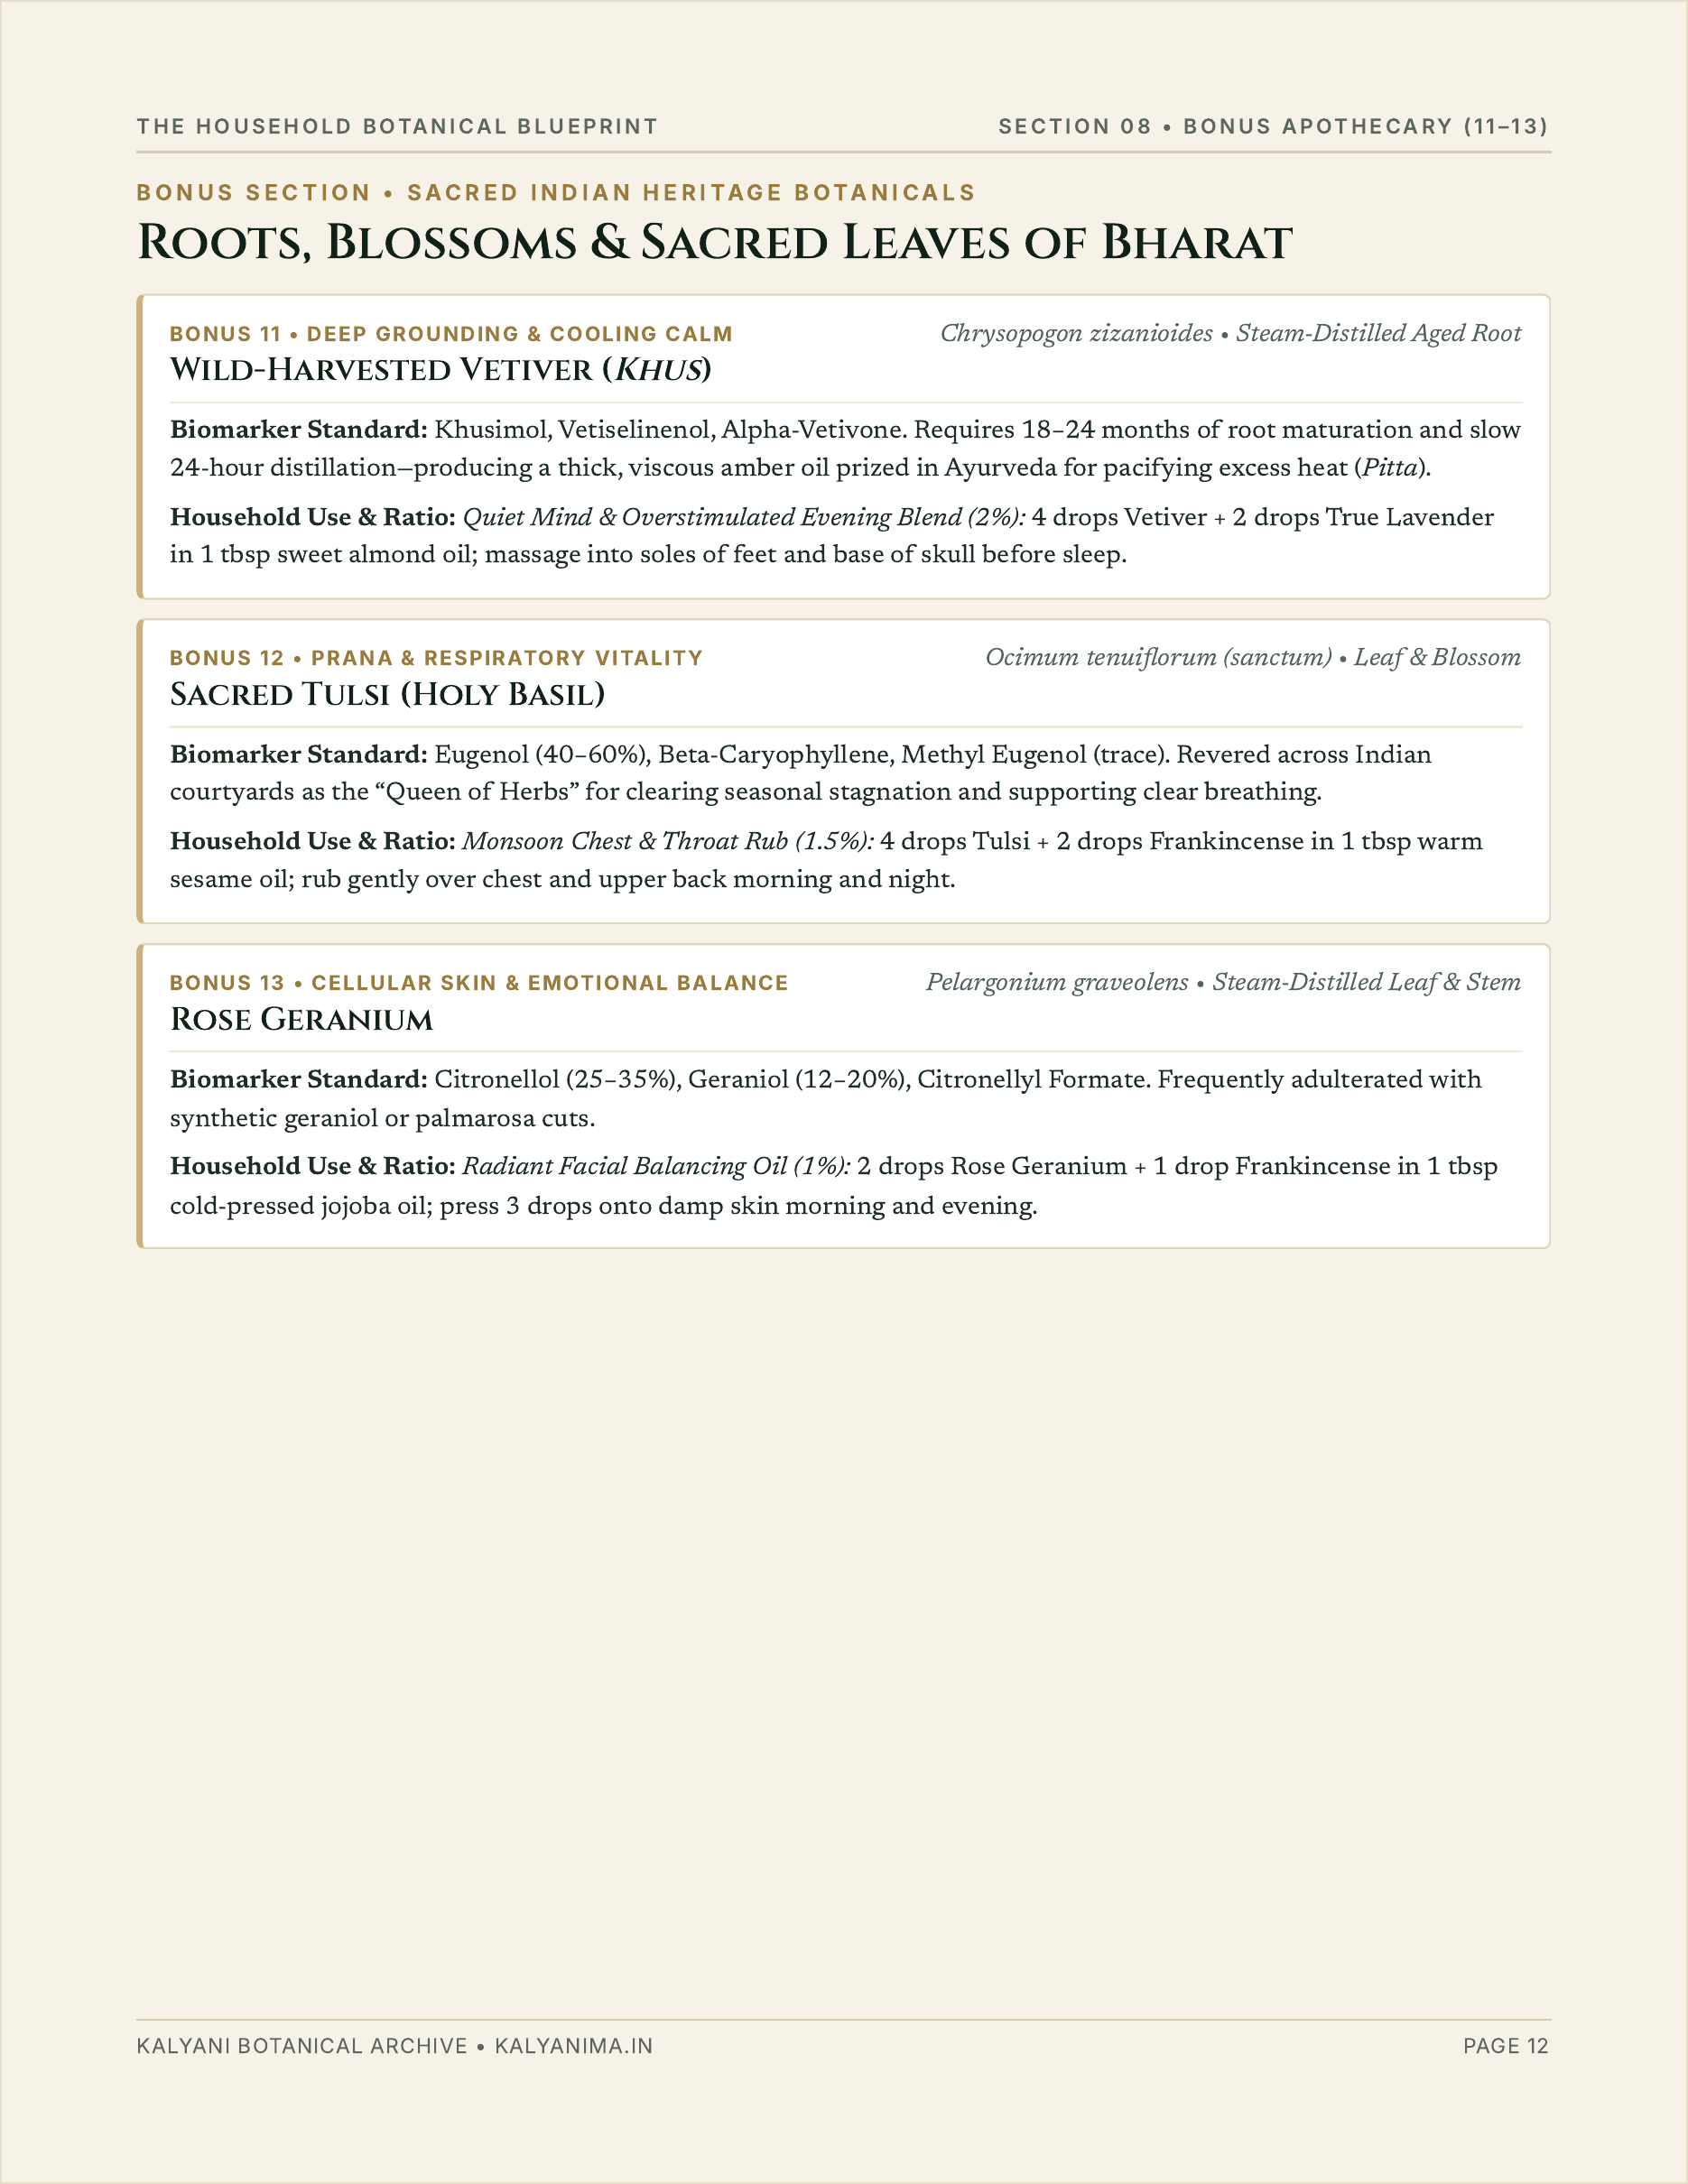 THE HOUSEHOLD BOTANICAL BLUEPRINT
SECTION 08 • BONUS APOTHECARY (11–13)
BONUS SECTION • SACRED INDIAN HERITAGE BOTANICALS
ROOTS, BLOSSOMS & SACRED LEAVES OF BHARAT
BONUS 11 • DEEP GROUNDING & COOLING CALM
Chrysopogon zizanioides • Steam-Distilled Aged Root
WILD-HARVESTED VETIVER (KHUS)
Biomarker Standard: Khusimol, Vetiselinenol, Alpha-Vetivone. Requires 18–24 months of root maturation and slow
24-hour distillation—producing a thick, viscous amber oil prized in Ayurveda for pacifying excess heat (Pitta).
Household Use & Ratio: Quiet Mind & Overstimulated Evening Blend (2%): 4 drops Vetiver + 2 drops True Lavender
in 1 tbsp sweet almond oil; massage into soles of feet and base of skull before sleep.
BONUS 12 • PRANA & RESPIRATORY VITALITY
Ocimum tenuiflorum (sanctum) • Leaf & Blossom
SACRED TULSI (HOLY BASIL)
Biomarker Standard: Eugenol (40–60%), Beta-Caryophyllene, Methyl Eugenol (trace). Revered across Indian
courtyards as the “Queen of Herbs” for clearing seasonal stagnation and supporting clear breathing.
Household Use & Ratio: Monsoon Chest & Throat Rub (1.5%): 4 drops Tulsi + 2 drops Frankincense in 1 tbsp warm
sesame oil; rub gently over chest and upper back morning and night.
BONUS 13 • CELLULAR SKIN & EMOTIONAL BALANCE
Pelargonium graveolens • Steam-Distilled Leaf & Stem
ROSE GERANIUM
Biomarker Standard: Citronellol (25–35%), Geraniol (12–20%), Citronellyl Formate. Frequently adulterated with
synthetic geraniol or palmarosa cuts.
Household Use & Ratio: Radiant Facial Balancing Oil (1%): 2 drops Rose Geranium + 1 drop Frankincense in 1 tbsp
cold-pressed jojoba oil; press 3 drops onto damp skin morning and evening.
KALYANI BOTANICAL ARCHIVE • KALYANIMA.IN
PAGE 12